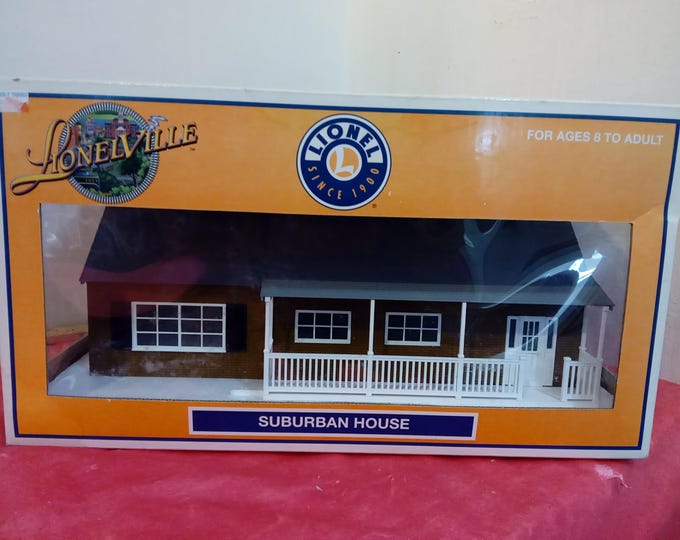 LIONELVILLE
LIONEL
L
SINCE 1900
®
FOR AGES 8 TO ADULT
SUBURBAN HOUSE